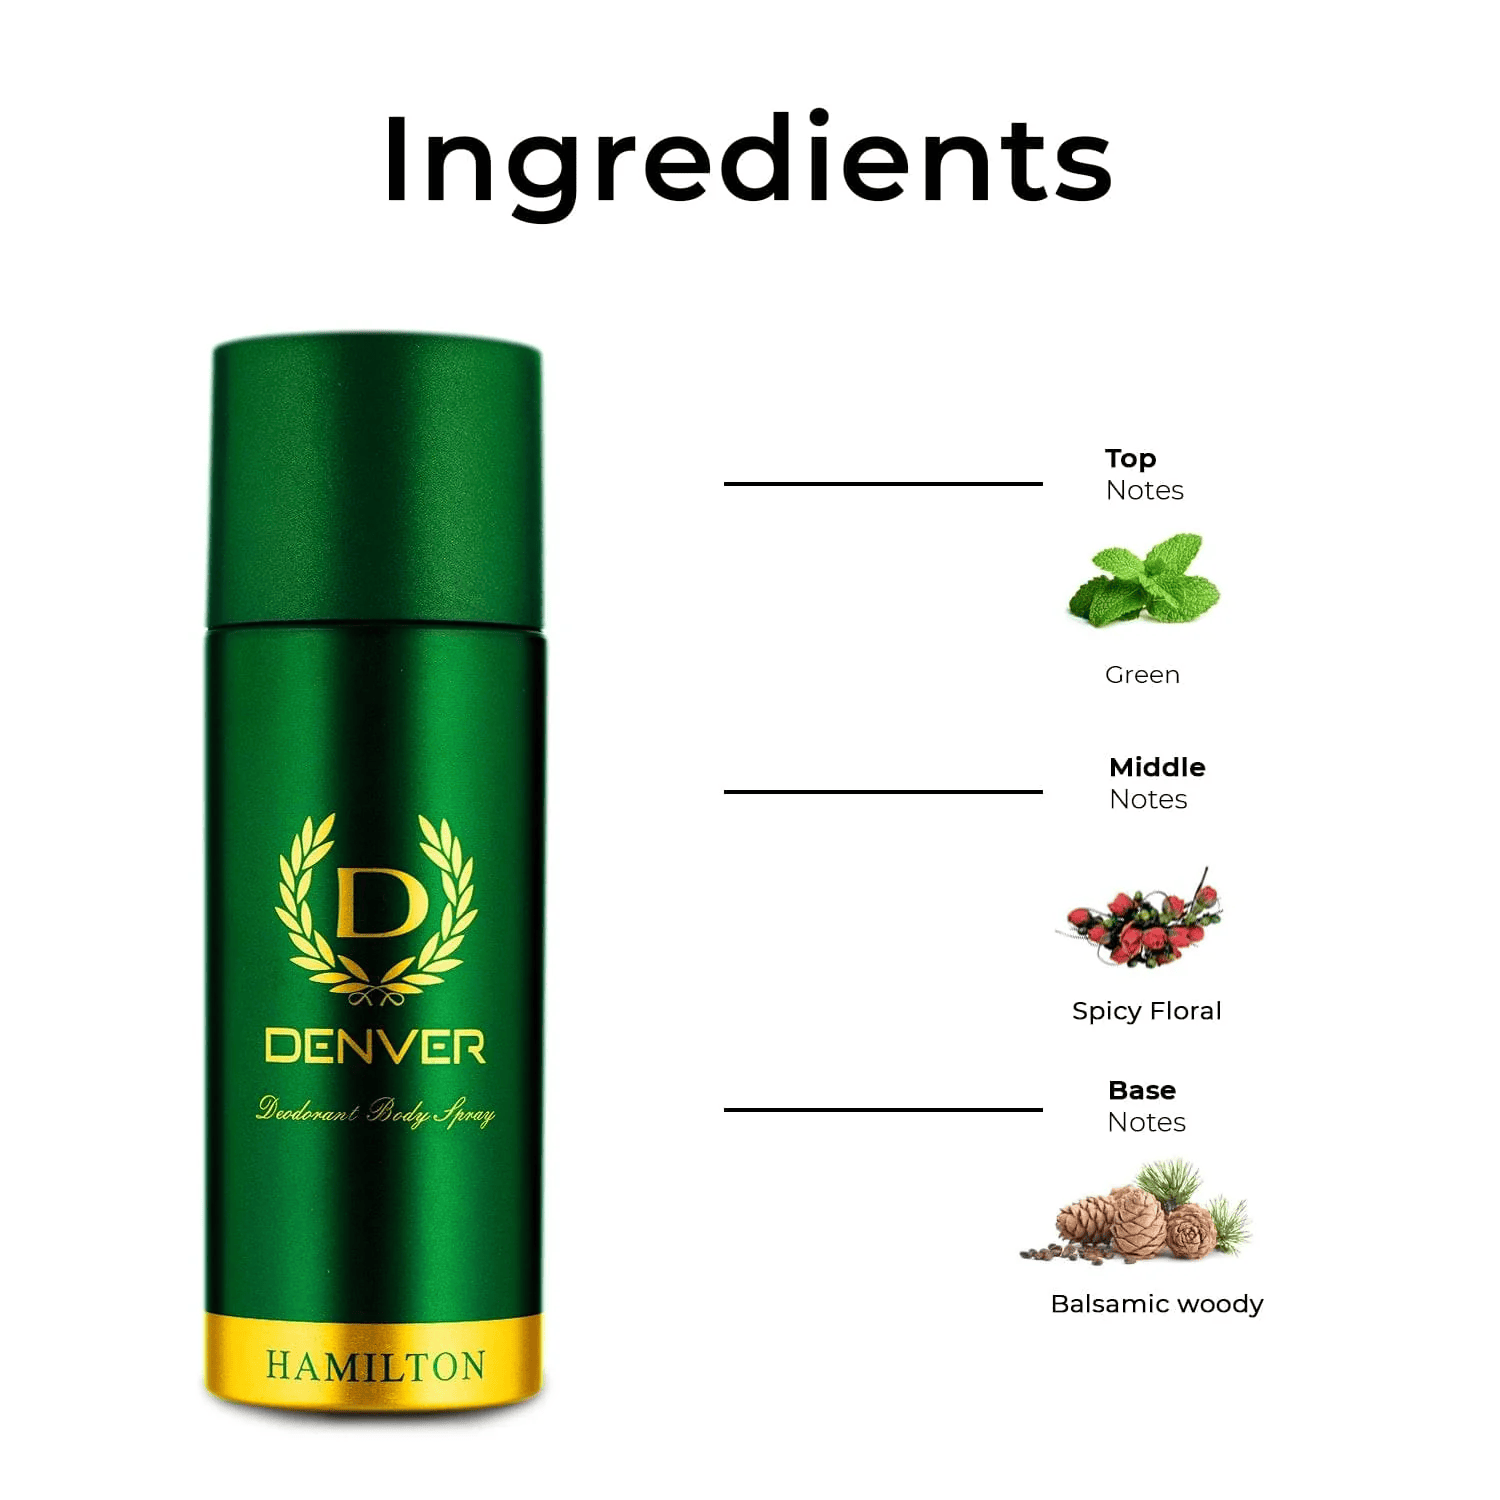 Ingredients
D
DENVER
Deodorant Body Spray
HAMILTON
Top
Notes
Green
Middle
Notes
Spicy Floral
Base
Notes
Balsamic woody